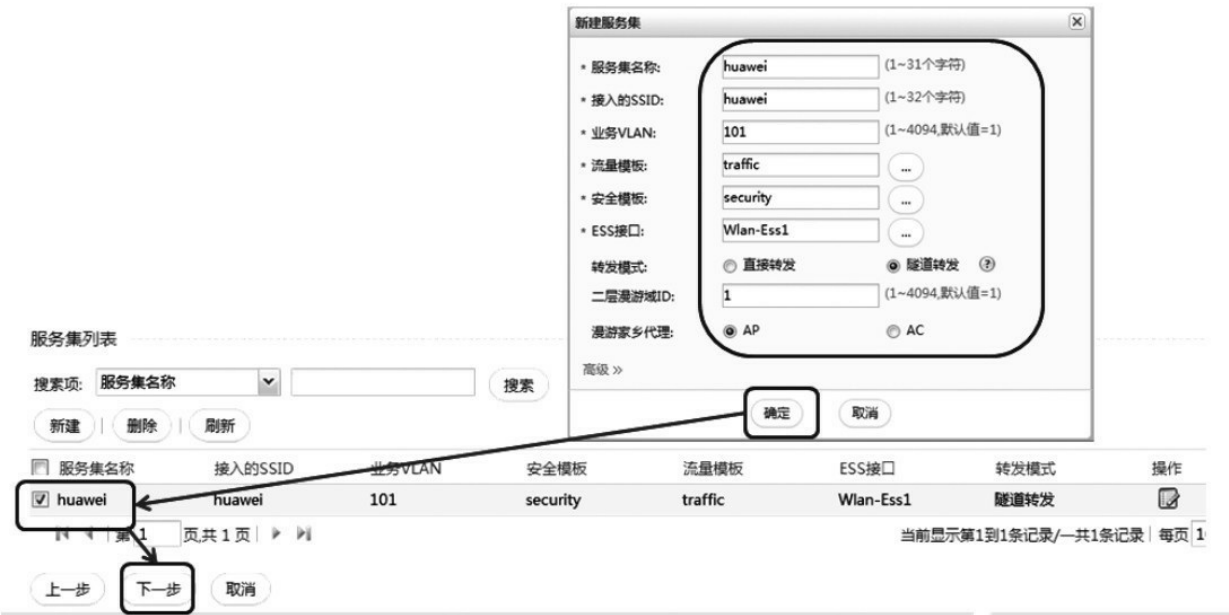 新建服务集
* 服务集名称: huawei (1~31个字符)
* 接入的SSID: huawei (1~32个字符)
* 业务VLAN: 101 (1~4094,默认值=1)
* 流量模板: traffic ...
* 安全模板: security ...
* ESS接口: Wlan-Ess1 ...
转发模式: 直接转发 隧道转发 ?
二层漫游域ID: 1 (1~4094,默认值=1)
漫游家乡代理: AP AC
高级 »
确定 取消
服务集列表
搜索项: 服务集名称 搜索
新建 删除 刷新
服务集名称 接入的SSID 业务VLAN 安全模板 流量模板 ESS接口 转发模式 操作
huawei huawei 101 security traffic Wlan-Ess1 隧道转发
第 1 页,共 1 页 当前显示第1到1条记录/一共1条记录 每页 1
上一步 下一步 取消